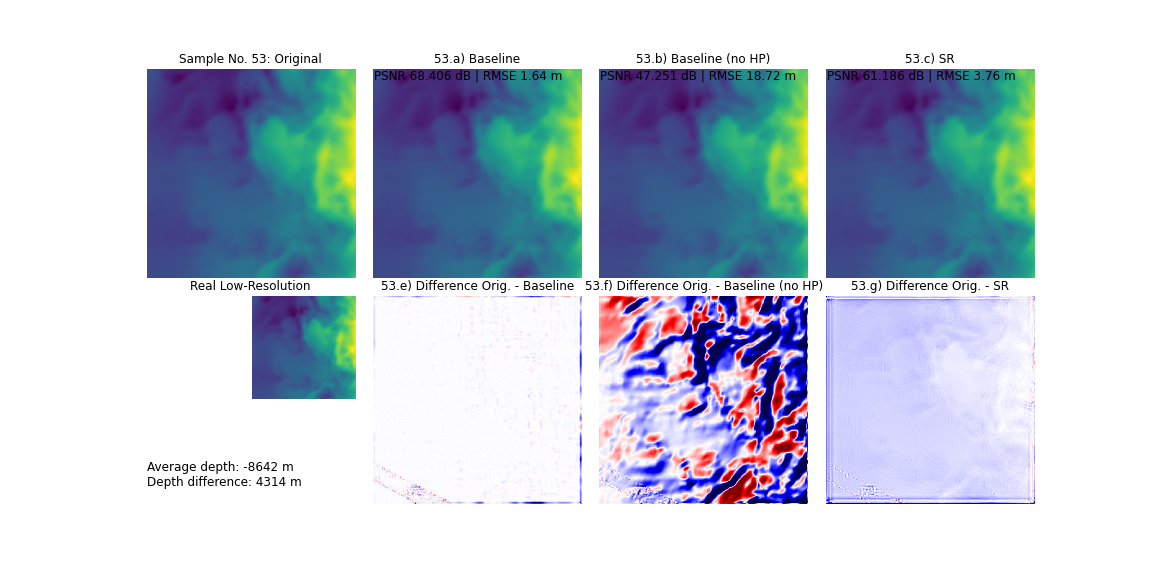 Sample No. 53: Original
53.a) Baseline
53.b) Baseline (no HP)
53.c) SR
PSNR 68.406 dB | RMSE 1.64 m
PSNR 47.251 dB | RMSE 18.72 m
PSNR 61.186 dB | RMSE 3.76 m
Real Low-Resolution
53.e) Difference Orig. - Baseline
53.f) Difference Orig. - Baseline (no HP)
53.g) Difference Orig. - SR
Average depth: -8642 m
Depth difference: 4314 m